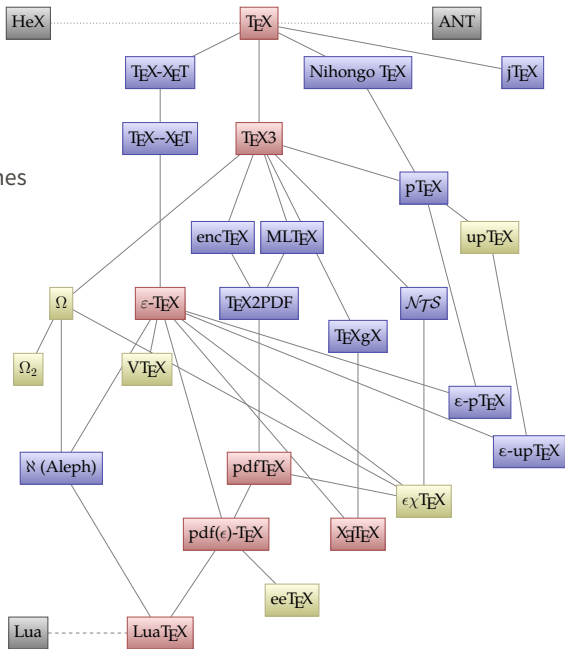 HeX TEX ANT
TEX-XET Nihongo TEX jTEX
TEX--XET TEX3
nes
pTEX
encTEX MLTEX upTEX
Ω ε-TEX TEX2PDF NTS
TEXgX
Ω2 VTEX
ε-pTEX
ε-upTEX
ℵ (Aleph) pdfTEX
ϵχTEX
pdf(ϵ)-TEX XƎTEX
eeTEX
Lua LuaTEX